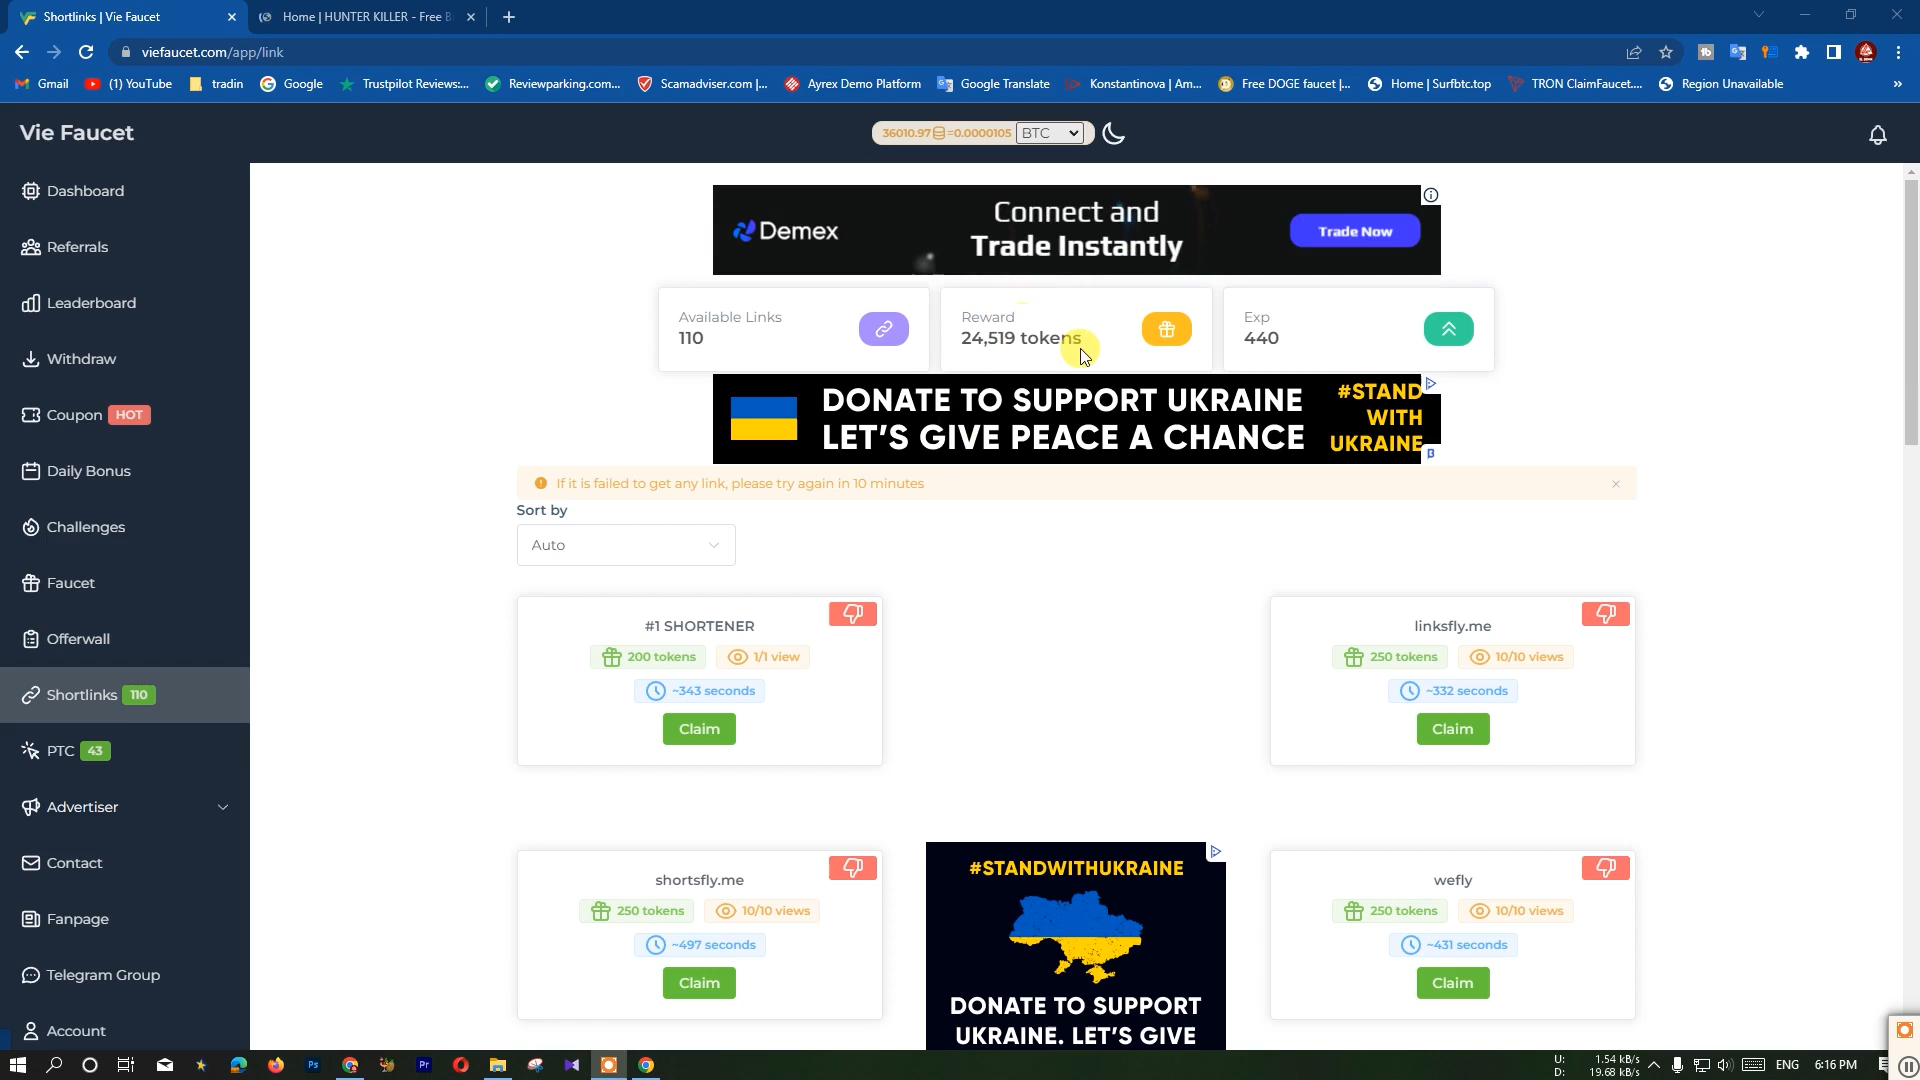 Shortlinks | Vie Faucet
Home | HUNTER KILLER - Free B
viefaucet.com/app/link
Gmail
(1) YouTube
tradin
Google
Trustpilot Reviews:...
Reviewparking.com...
Scamadviser.com |...
Ayrex Demo Platform
Google Translate
Konstantinova | Am...
Free DOGE faucet |...
Home | Surfbtc.top
TRON ClaimFaucet....
Region Unavailable
»
Vie Faucet
36010.97 =0.0000105 BTC
Dashboard
Referrals
Leaderboard
Withdraw
Coupon HOT
Daily Bonus
Challenges
Faucet
Offerwall
Shortlinks 110
PTC 43
Advertiser
Contact
Fanpage
Telegram Group
Account
Demex
Connect and
Trade Instantly
Trade Now
Available Links
110
Reward
24,519 tokens
Exp
440
DONATE TO SUPPORT UKRAINE
LET'S GIVE PEACE A CHANCE
#STAND
WITH
UKRAINE
If it is failed to get any link, please try again in 10 minutes
Sort by
Auto
#1 SHORTENER
200 tokens
1/1 view
~343 seconds
Claim
linksfly.me
250 tokens
10/10 views
~332 seconds
Claim
shortsfly.me
250 tokens
10/10 views
~497 seconds
Claim
#STANDWITHUKRAINE
DONATE TO SUPPORT
UKRAINE. LET'S GIVE
wefly
250 tokens
10/10 views
~431 seconds
Claim
U: 1.54 kB/s
D: 19.68 kB/s
ENG
6:16 PM